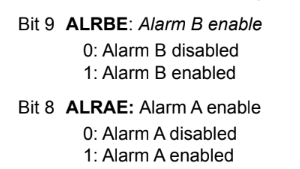 Bit 9 ALRBE: Alarm B enable
0: Alarm B disabled
1: Alarm B enabled
Bit 8 ALRAE: Alarm A enable
0: Alarm A disabled
1: Alarm A enabled